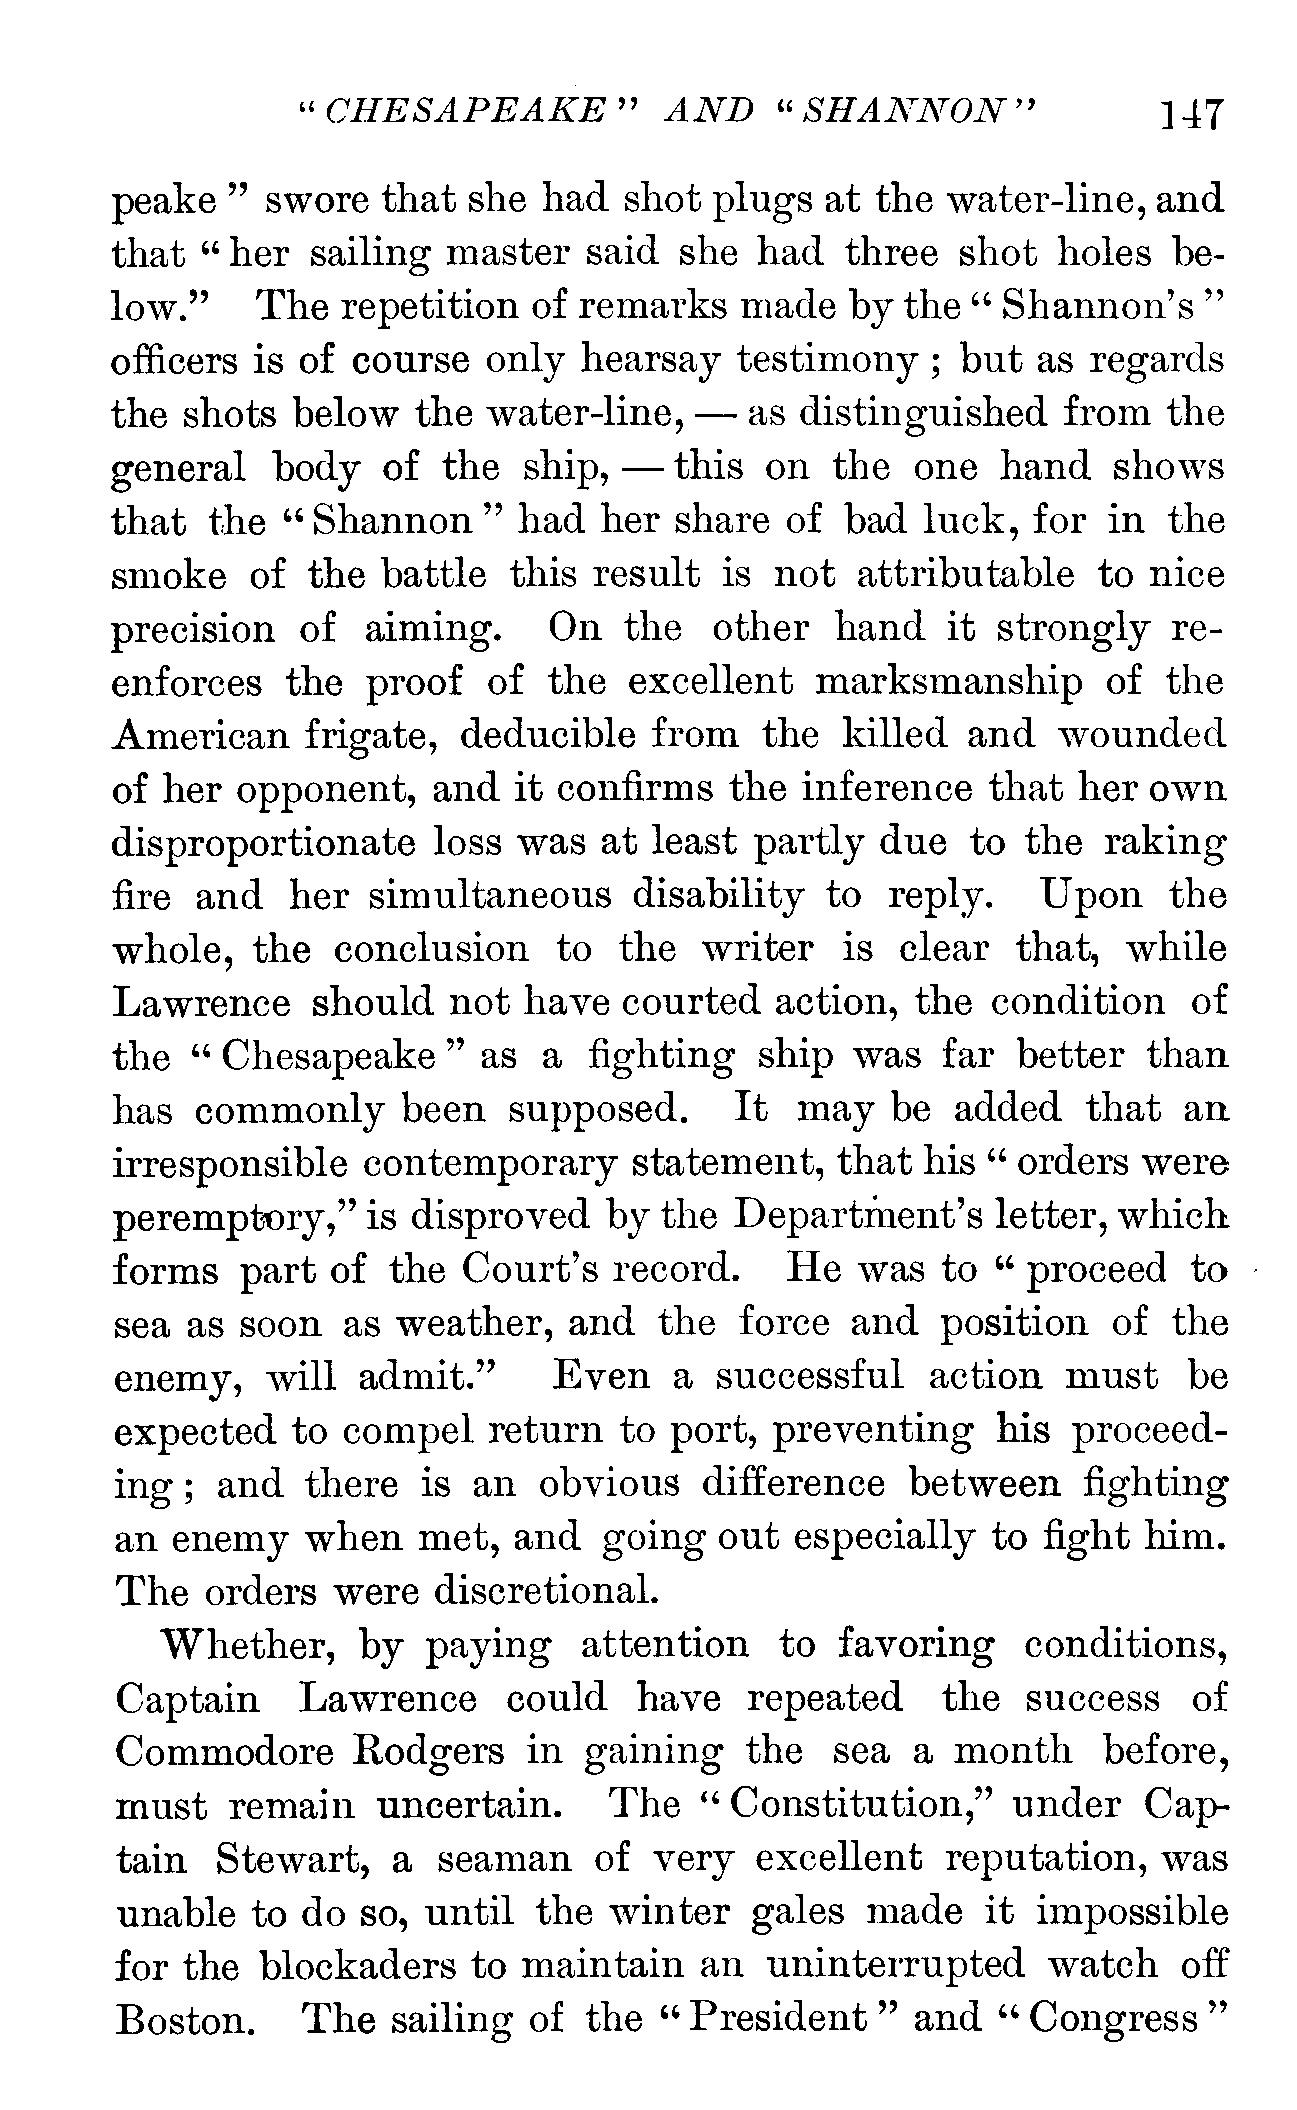 “CHESAPEAKE” AND “SHANNON” 147
peake” swore that she had shot plugs at the water-line, and
that “her sailing master said she had three shot holes be-
low.” The repetition of remarks made by the “Shannon’s”
officers is of course only hearsay testimony; but as regards
the shots below the water-line, — as distinguished from the
general body of the ship, — this on the one hand shows
that the “Shannon” had her share of bad luck, for in the
smoke of the battle this result is not attributable to nice
precision of aiming. On the other hand it strongly re-
enforces the proof of the excellent marksmanship of the
American frigate, deducible from the killed and wounded
of her opponent, and it confirms the inference that her own
disproportionate loss was at least partly due to the raking
fire and her simultaneous disability to reply. Upon the
whole, the conclusion to the writer is clear that, while
Lawrence should not have courted action, the condition of
the “Chesapeake” as a fighting ship was far better than
has commonly been supposed. It may be added that an
irresponsible contemporary statement, that his “orders were
peremptory,” is disproved by the Department’s letter, which
forms part of the Court’s record. He was to “proceed to
sea as soon as weather, and the force and position of the
enemy, will admit.” Even a successful action must be
expected to compel return to port, preventing his proceed-
ing; and there is an obvious difference between fighting
an enemy when met, and going out especially to fight him.
The orders were discretional.
Whether, by paying attention to favoring conditions,
Captain Lawrence could have repeated the success of
Commodore Rodgers in gaining the sea a month before,
must remain uncertain. The “Constitution,” under Cap-
tain Stewart, a seaman of very excellent reputation, was
unable to do so, until the winter gales made it impossible
for the blockaders to maintain an uninterrupted watch off
Boston. The sailing of the “President” and “Congress”